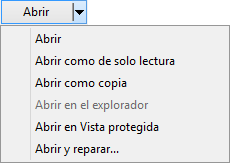 Abrir
Abrir
Abrir como de solo lectura
Abrir como copia
Abrir en el explorador
Abrir en Vista protegida
Abrir y reparar...